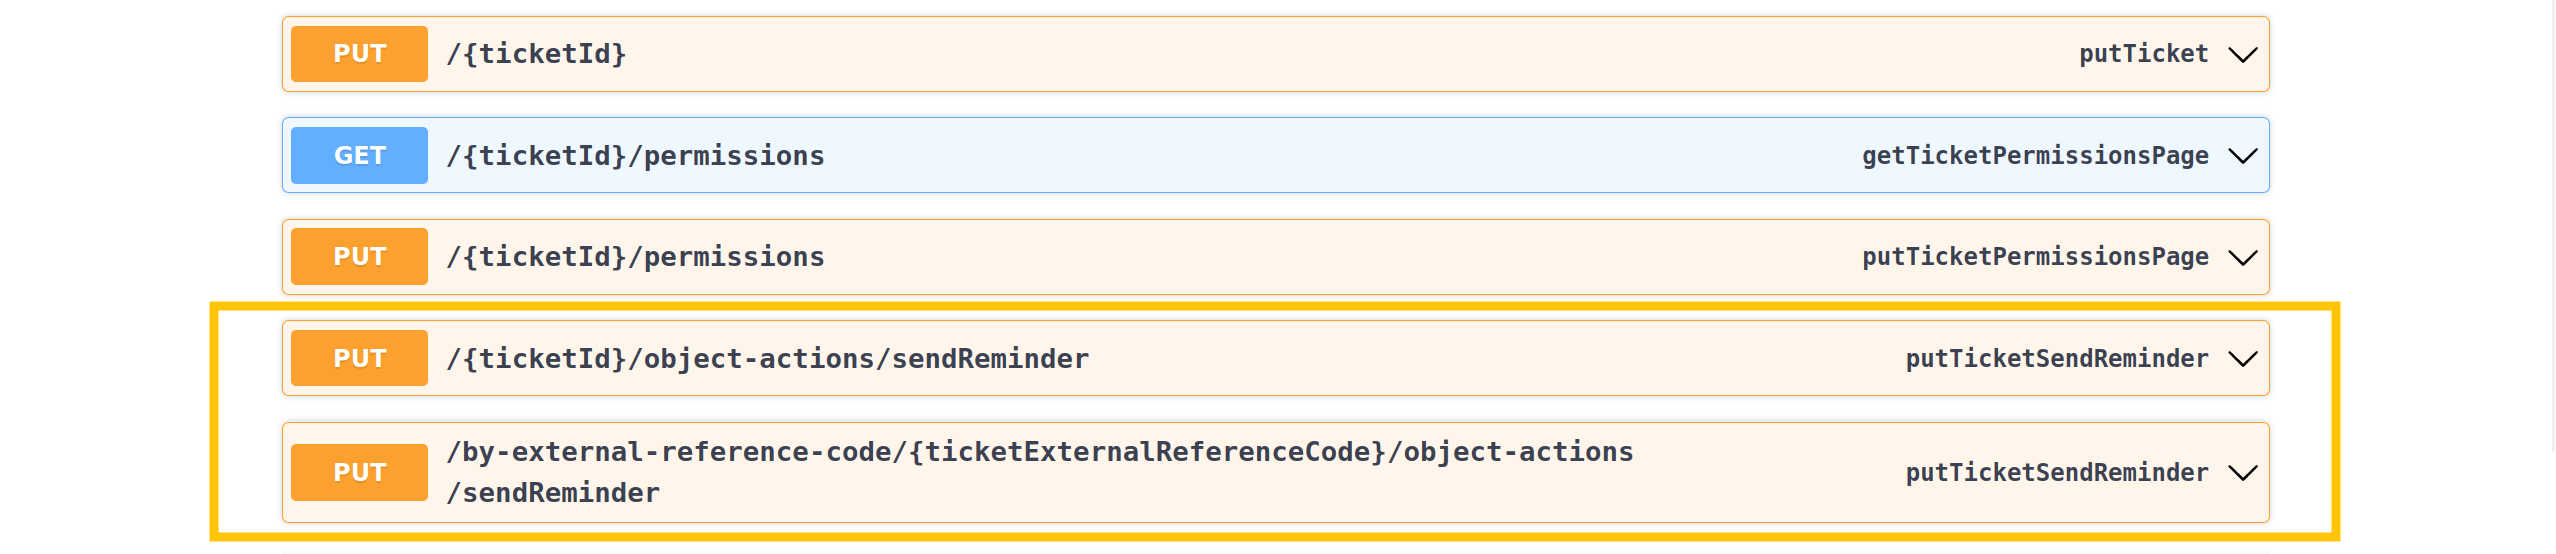 PUT /{ticketId} putTicket
GET /{ticketId}/permissions getTicketPermissionsPage
PUT /{ticketId}/permissions putTicketPermissionsPage
PUT /{ticketId}/object-actions/sendReminder putTicketSendReminder
PUT /by-external-reference-code/{ticketExternalReferenceCode}/object-actions
/sendReminder putTicketSendReminder